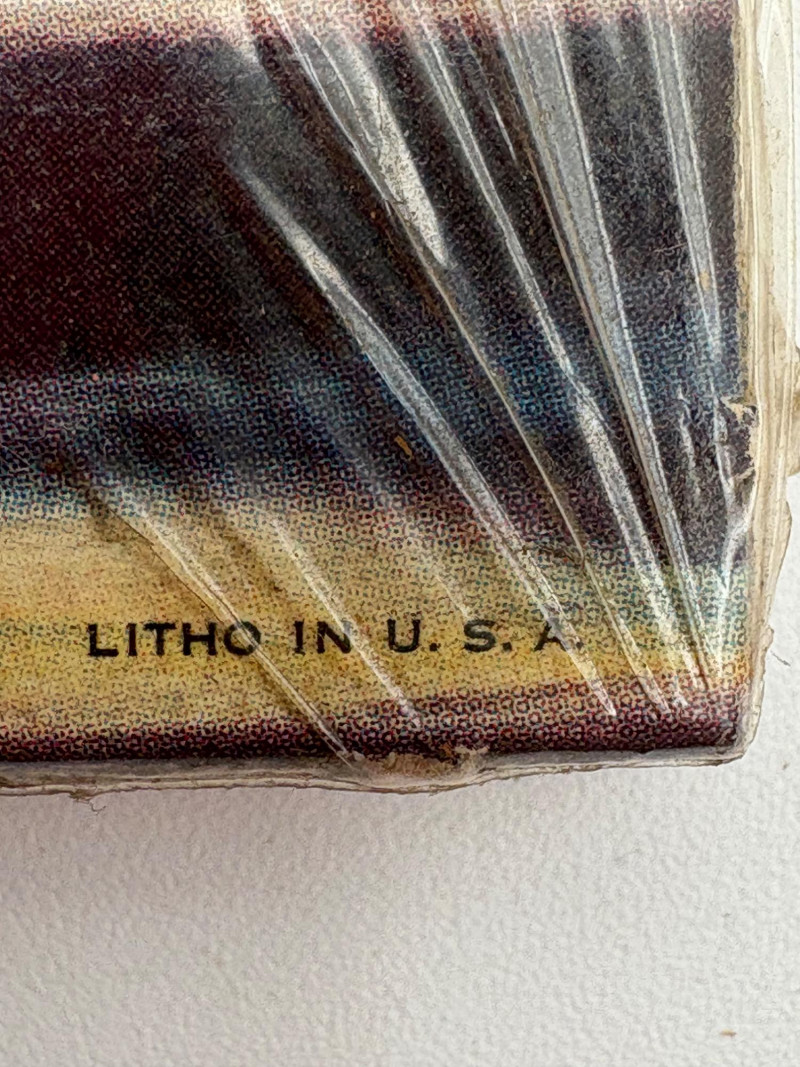 LITHO IN U. S. A.